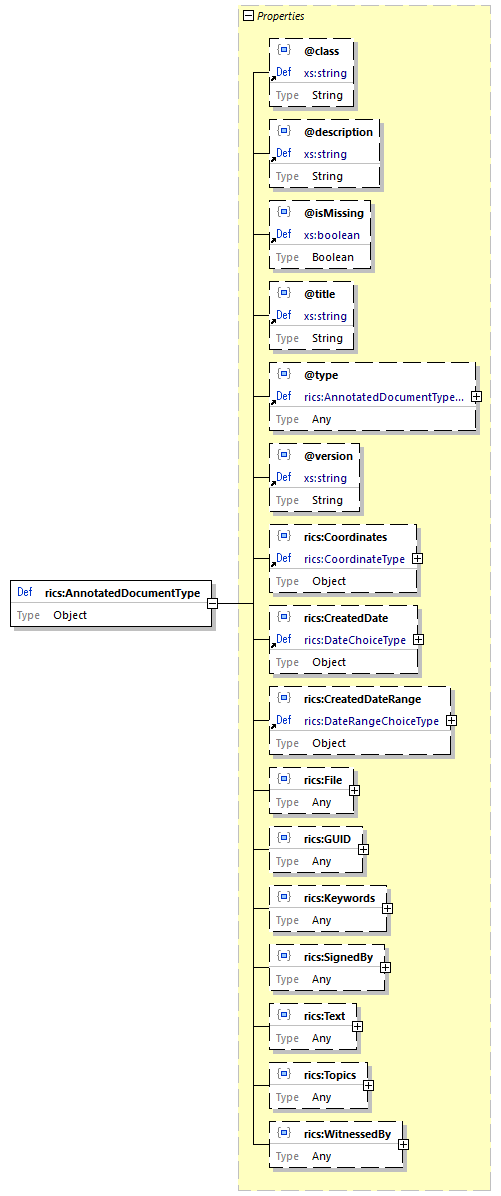 Properties
@class
Def xs:string
Type String
@description
Def xs:string
Type String
@isMissing
Def xs:boolean
Type Boolean
@title
Def xs:string
Type String
@type
Def rics:AnnotatedDocumentType...
Type Any
@version
Def xs:string
Type String
rics:Coordinates
Def rics:CoordinateType
Type Object
Def rics:AnnotatedDocumentType
Type Object
rics:CreatedDate
Def rics:DateChoiceType
Type Object
rics:CreatedDateRange
Def rics:DateRangeChoiceType
Type Object
rics:File
Type Any
rics:GUID
Type Any
rics:Keywords
Type Any
rics:SignedBy
Type Any
rics:Text
Type Any
rics:Topics
Type Any
rics:WitnessedBy
Type Any